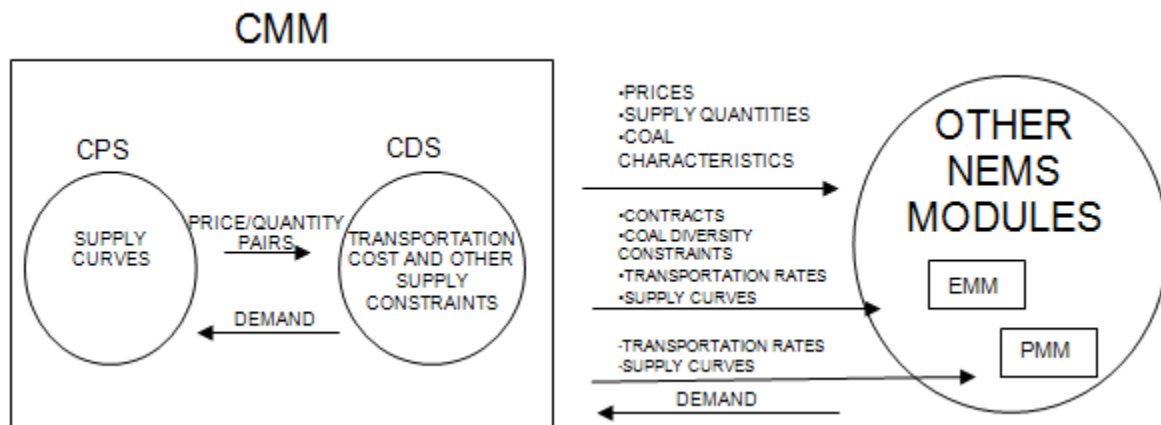 CMM
CPS
SUPPLY
CURVES
PRICE/QUANTITY
PAIRS
DEMAND
CDS
TRANSPORTATION
COST AND OTHER
SUPPLY
CONSTRAINTS
•PRICES
•SUPPLY QUANTITIES
•COAL
CHARACTERISTICS
•CONTRACTS
•COAL DIVERSITY
CONSTRAINTS
•TRANSPORTATION RATES
•SUPPLY CURVES
-TRANSPORTATION RATES
-SUPPLY CURVES
DEMAND
OTHER
NEMS
MODULES
EMM
PMM